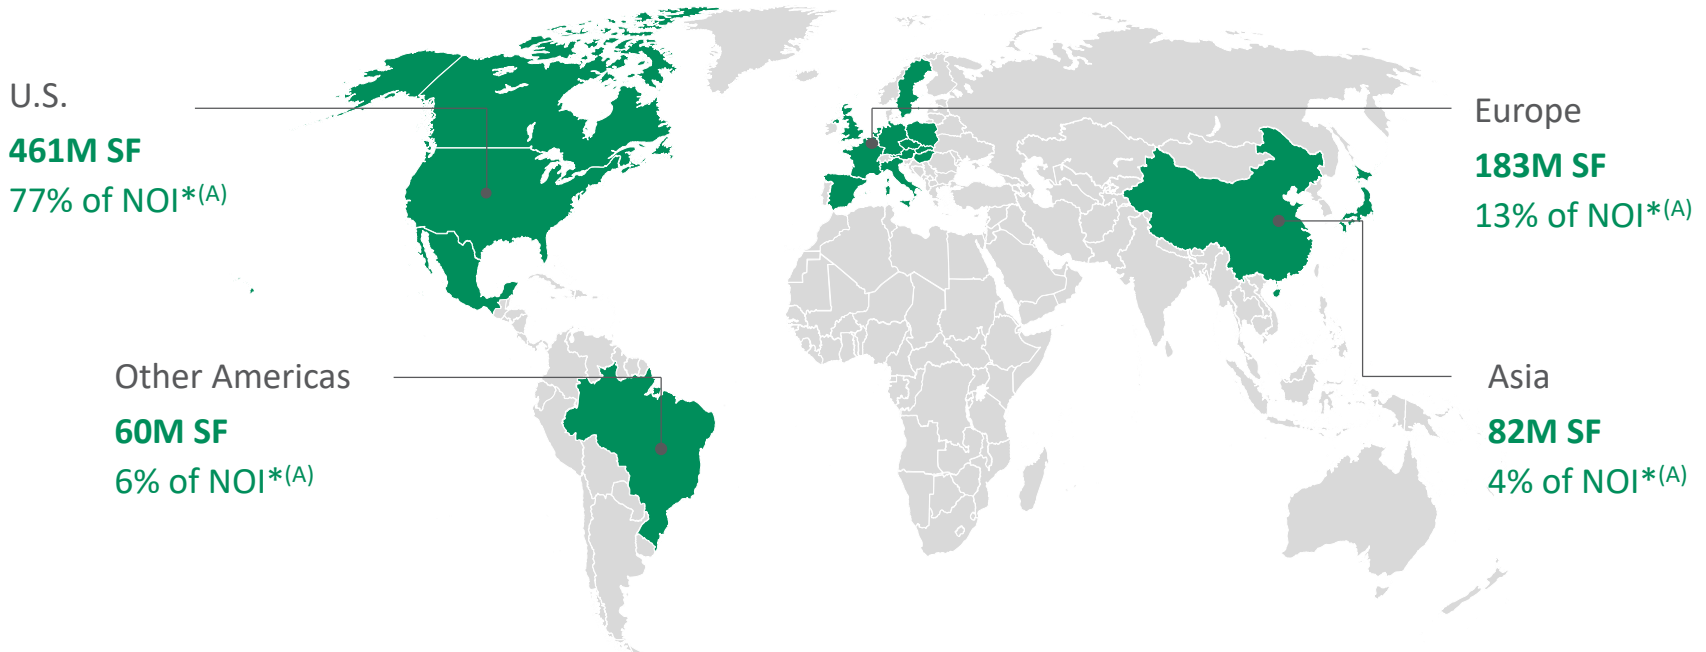 U.S.
461M SF
77% of NOI*(A)
Europe
183M SF
13% of NOI*(A)
Other Americas
60M SF
6% of NOI*(A)
Asia
82M SF
4% of NOI*(A)